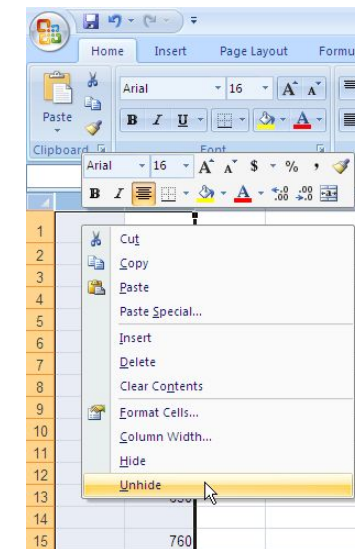 Home Insert Page Layout Formu
Arial 16 A A
Paste
B I U A
Clipboard Font
Arial 16 A A $ % ,
B I A .0 .00 .00 .0
1
2
3
4
5
6
7
8
9
10
11
12
13
14
15 760
Cut
Copy
Paste
Paste Special...
Insert
Delete
Clear Contents
Format Cells...
Column Width...
Hide
Unhide